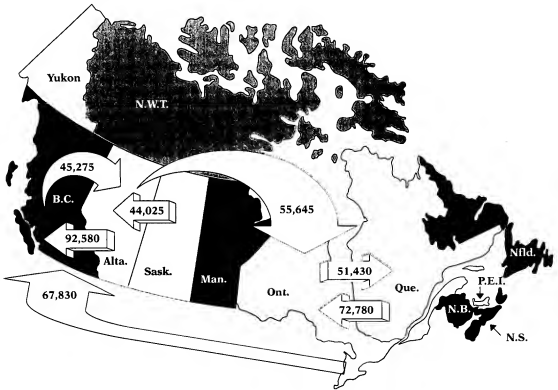 Yukon
N.W.T.
45,275
B.C.
44,025
55,645
92,580
Alta.
Sask.
Man.
Ont.
51,430
Que.
Nfld.
P.E.I.
67,830
72,780
N.B.
N.S.